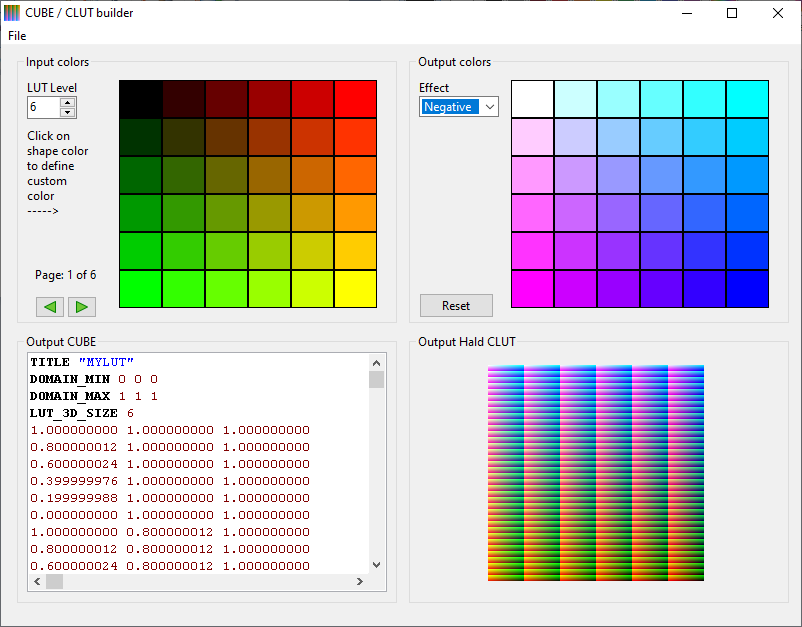 CUBE / CLUT builder
File
Input colors
LUT Level
6
Click on
shape color
to define
custom
color
----->
Page: 1 of 6
Output colors
Effect
Negative
Reset
Output CUBE
TITLE "MYLUT"
DOMAIN_MIN 0 0 0
DOMAIN_MAX 1 1 1
LUT_3D_SIZE 6
1.000000000 1.000000000 1.000000000
0.800000012 1.000000000 1.000000000
0.600000024 1.000000000 1.000000000
0.399999976 1.000000000 1.000000000
0.199999988 1.000000000 1.000000000
0.000000000 1.000000000 1.000000000
1.000000000 0.800000012 1.000000000
0.800000012 0.800000012 1.000000000
0.600000024 0.800000012 1.000000000
Output Hald CLUT